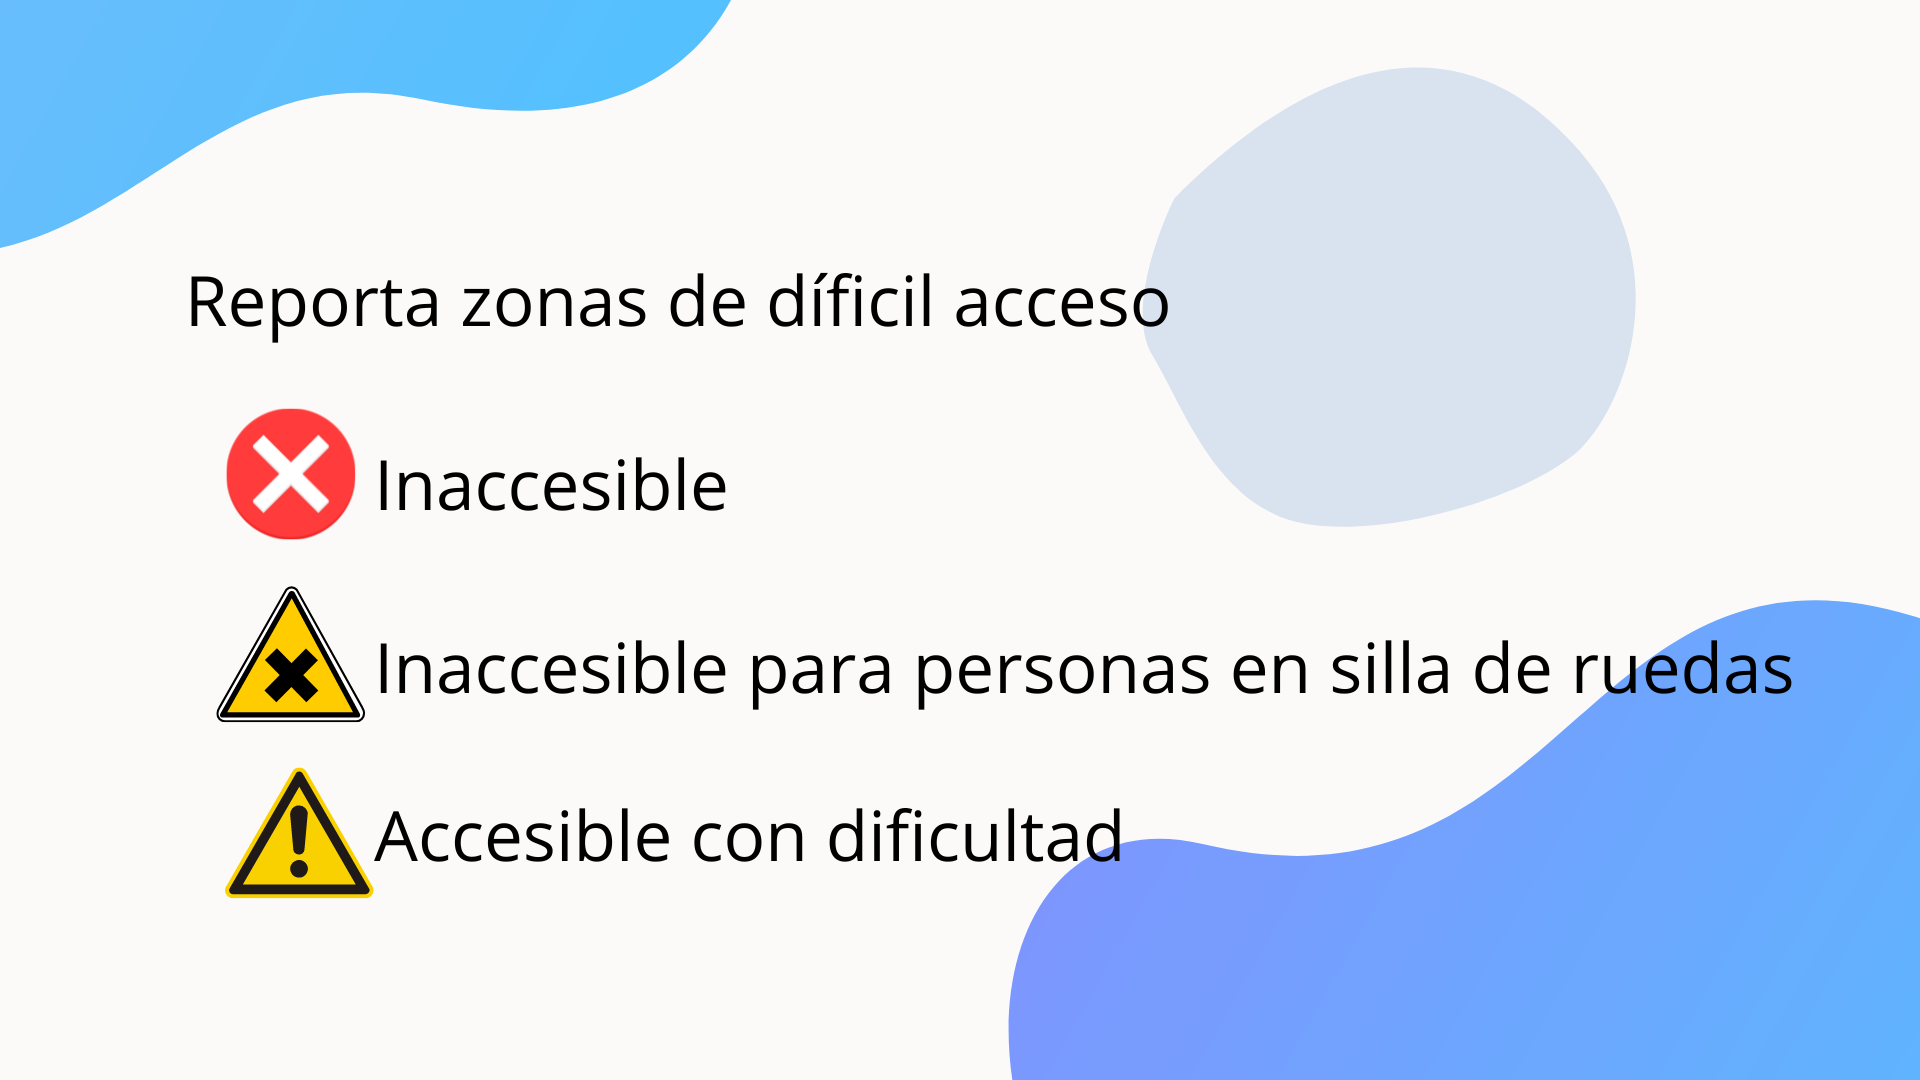 Reporta zonas de díficil acceso
Inaccesible
Inaccesible para personas en silla de ruedas
Accesible con dificultad